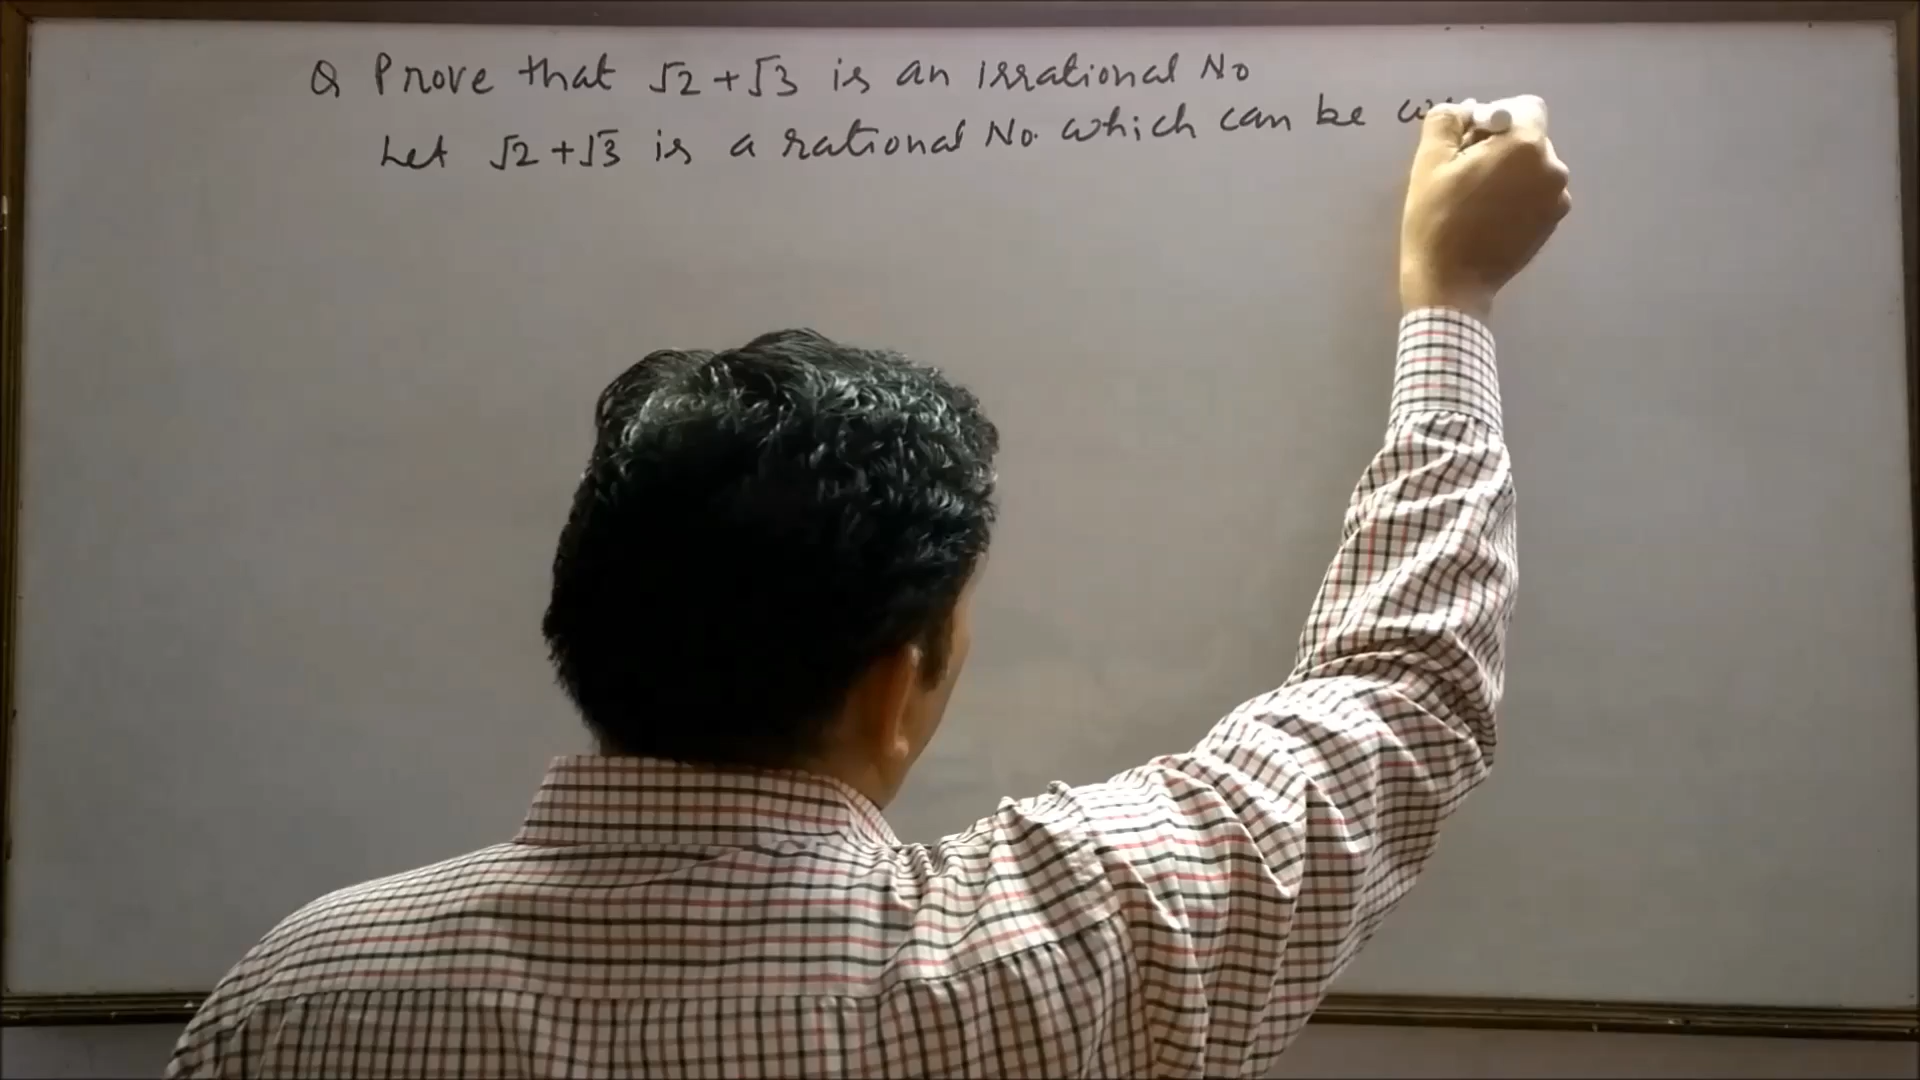 Q Prove that √2 + √3 is an irrational No
Let √2 + √3 is a rational No. which can be